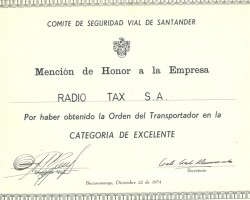 COMITE DE SEGURIDAD VIAL DE SANTANDER
Mención de Honor a la Empresa
RADIO TAX S.A.
Por haber obtenido la Orden del Transportador en la
CATEGORIA DE EXCELENTE
Secretario
Bucaramanga, Diciembre 22 de 1974